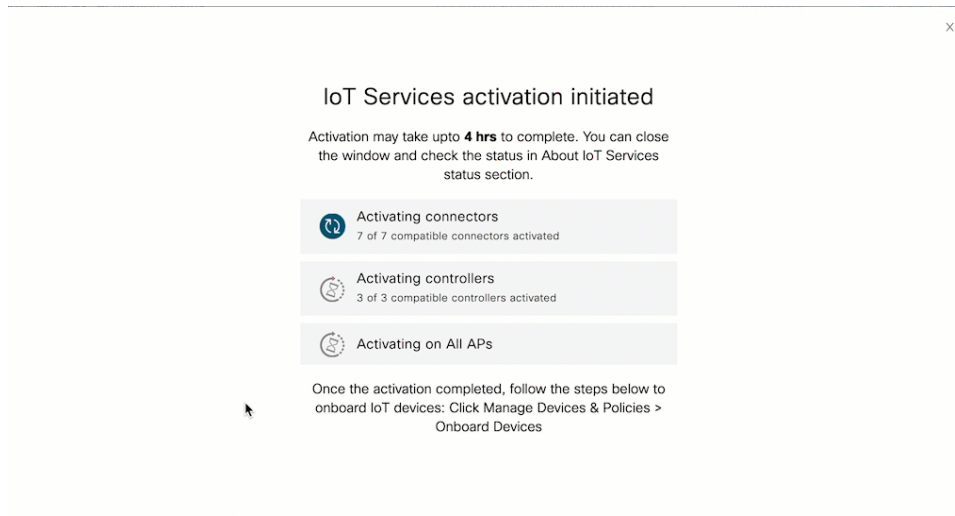 X
IoT Services activation initiated
Activation may take upto 4 hrs to complete. You can close
the window and check the status in About IoT Services
status section.
Activating connectors
7 of 7 compatible connectors activated
Activating controllers
3 of 3 compatible controllers activated
Activating on All APs
Once the activation completed, follow the steps below to
onboard IoT devices: Click Manage Devices & Policies >
Onboard Devices